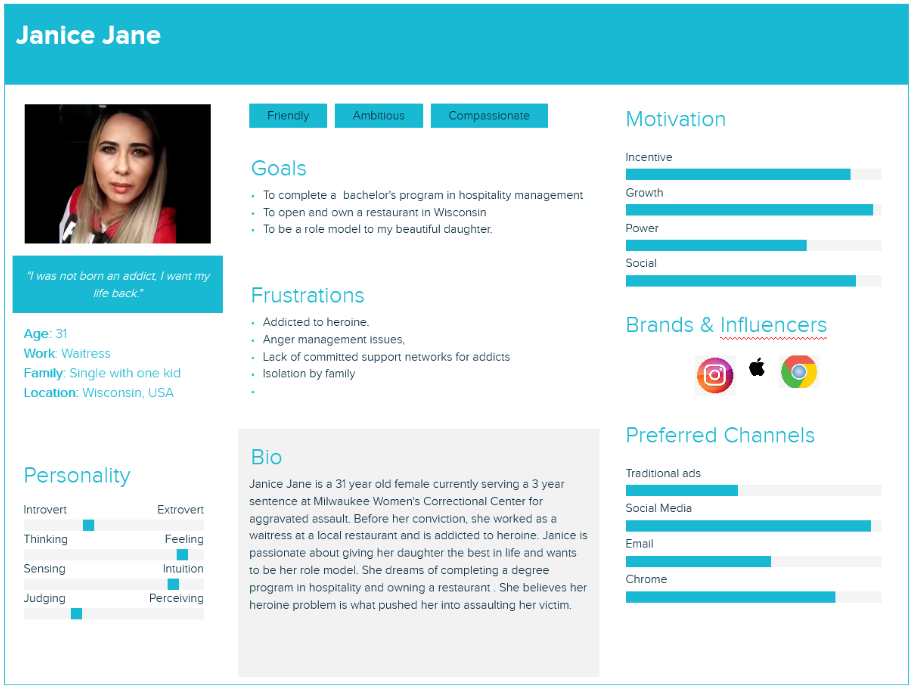 Janice Jane
"I was not born an addict, I want my
life back."
Age: 31
Work: Waitress
Family: Single with one kid
Location: Wisconsin, USA
Personality
Introvert Extrovert
Thinking Feeling
Sensing Intuition
Judging Perceiving
Friendly Ambitious Compassionate
Goals
• To complete a  bachelor's program in hospitality management
• To open and own a restaurant in Wisconsin
• To be a role model to my beautiful daughter.
Frustrations
• Addicted to heroine.
• Anger management issues,
• Lack of committed support networks for addicts
• Isolation by family
•
Bio
Janice Jane is a 31 year old female currently serving a 3 year
sentence at Milwaukee Women's Correctional Center for
aggravated assault. Before her conviction, she worked as a
waitress at a local restaurant and is addicted to heroine. Janice is
passionate about giving her daughter the best in life and wants
to be her role model. She dreams of completing a degree
program in hospitality and owning a restaurant . She believes her
heroine problem is what pushed her into assaulting her victim.
Motivation
Incentive
Growth
Power
Social
Brands & Influencers
Preferred Channels
Traditional ads
Social Media
Email
Chrome